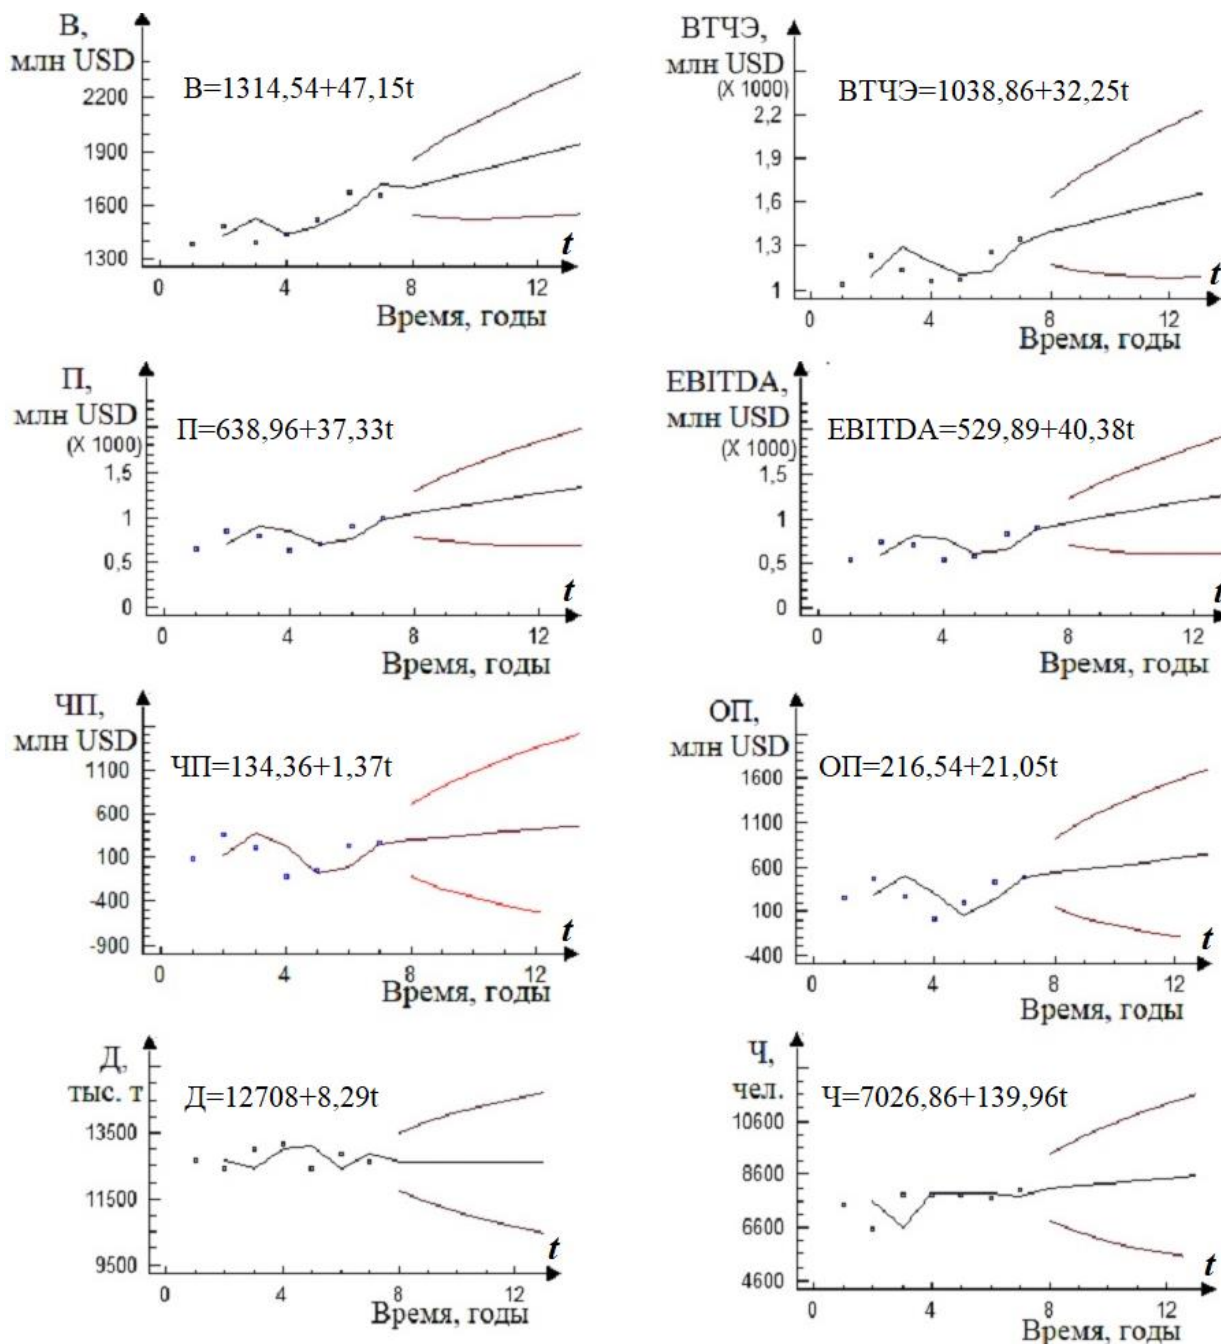 В,
млн USD
B=1314,54+47,15t
2200
1900
1600
1300
0 4 8 12
t
Время, годы
ВТЧЭ,
млн USD
(X 1000)
ВТЧЭ=1038,86+32,25t
2,2
1,9
1,6
1,3
1
0 4 8 12
t
Время, годы
П,
млн USD
(X 1000)
П=638,96+37,33t
1,5
1
0,5
0
0 4 8 12
t
Время, годы
EBITDA,
млн USD
(X 1000)
EBITDA=529,89+40,38t
1,5
1
0,5
0
0 4 8 12
t
Время, годы
ЧП,
млн USD
ЧП=134,36+1,37t
1100
600
100
-400
-900
0 4 8 12
t
Время, годы
ОП,
млн USD
ОП=216,54+21,05t
1600
1100
600
100
-400
0 4 8 12
t
Время, годы
Д,
тыс. т
Д=12708+8,29t
13500
11500
9500
0 4 8 12
t
Время, годы
Ч,
чел.
Ч=7026,86+139,96t
10600
8600
6600
4600
0 4 8 12
t
Время, годы